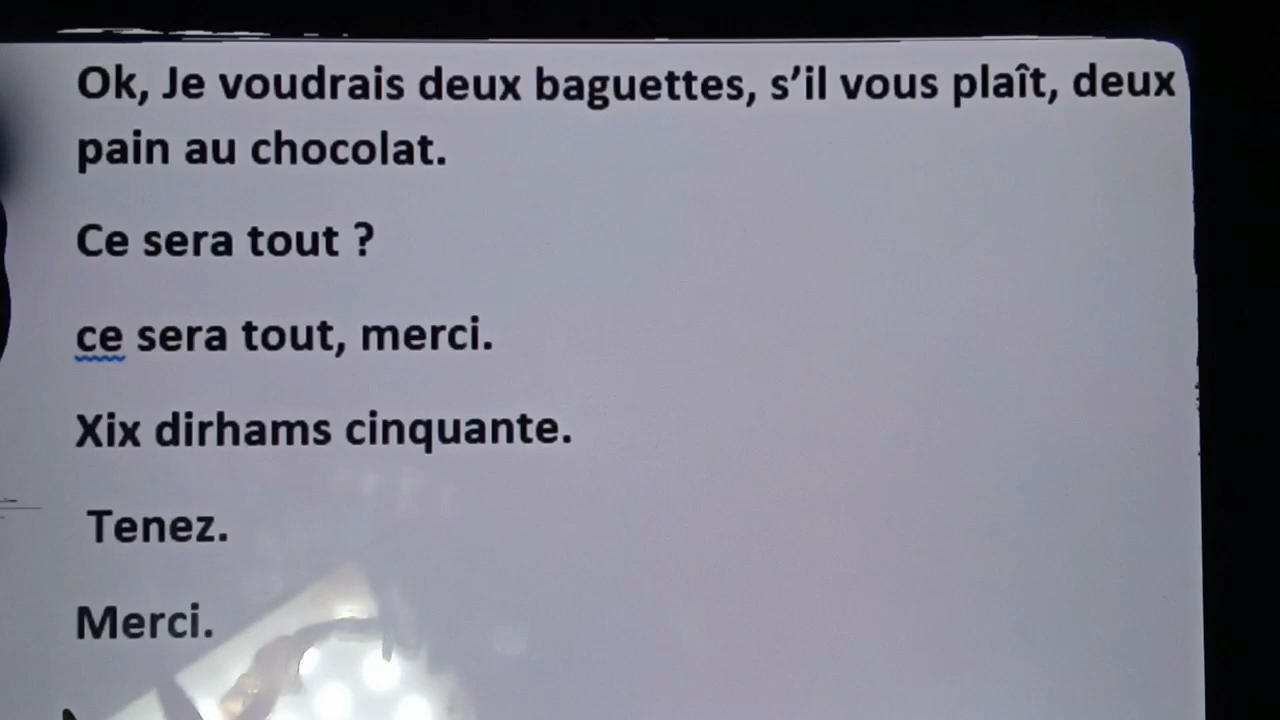 Ok, Je voudrais deux baguettes, s’il vous plaît, deux
pain au chocolat.
Ce sera tout ?
ce sera tout, merci.
Xix dirhams cinquante.
Tenez.
Merci.